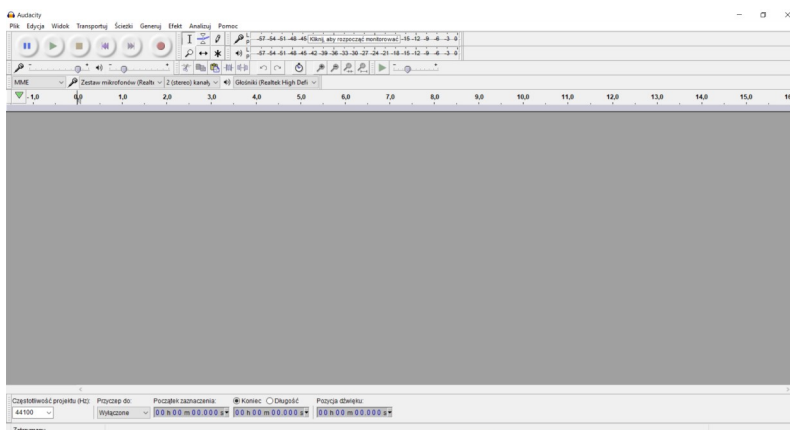 Audacity
Plik Edycja Widok Transportuj Ścieżki Generuj Efekt Analizuj Pomoc
L P -57 -54 -51 -48 -45 Kliknij, aby rozpocząć monitorować -15 -12 -9 -6 -3 0
L P -57 -54 -51 -48 -45 -42 -39 -36 -33 -30 -27 -24 -21 -18 -15 -12 -9 -6 -3 0
MME Zestaw mikrofonów (Realte 2 (stereo) kanały Głośniki (Realtek High Defi
-1,0 0,0 1,0 2,0 3,0 4,0 5,0 6,0 7,0 8,0 9,0 10,0 11,0 12,0 13,0 14,0 15,0 16
Częstotliwość projektu (Hz): Przyczep do: Początek zaznaczenia: Koniec Długość Pozycja dźwięku:
44100 Wyłączone 00 h 00 m 00.000 s 00 h 00 m 00.000 s 00 h 00 m 00.000 s